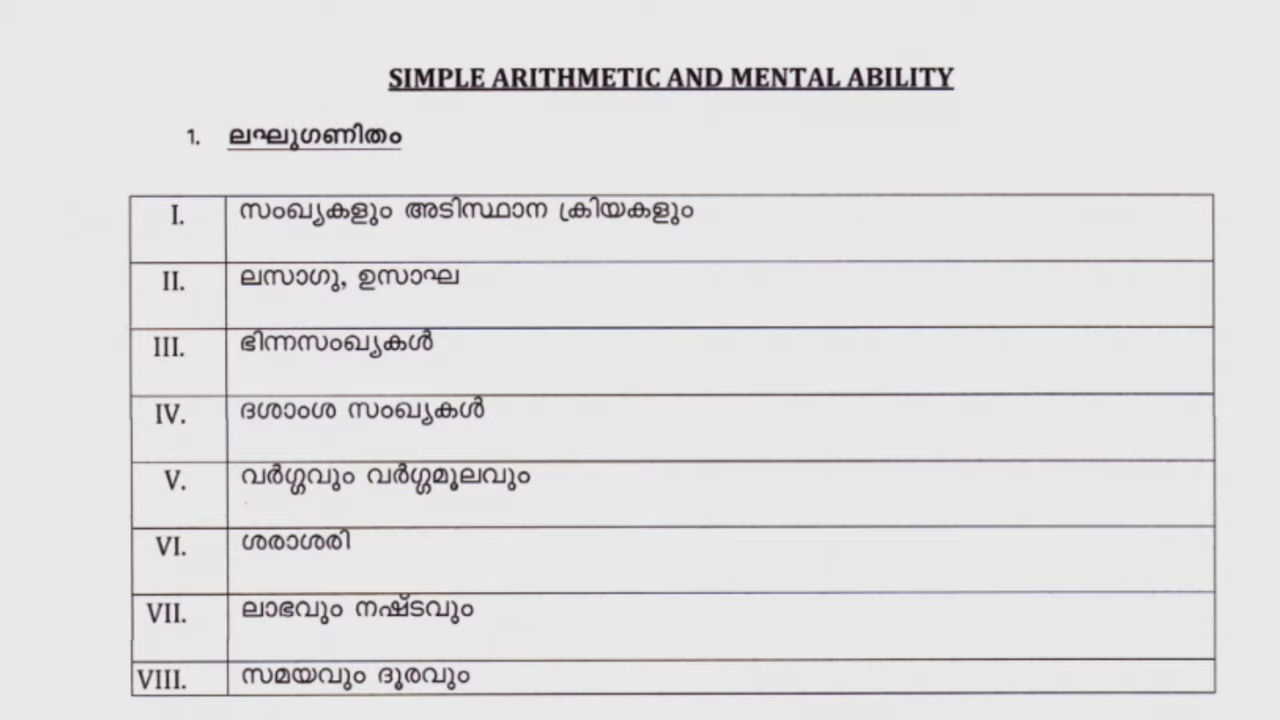 SIMPLE ARITHMETIC AND MENTAL ABILITY
1. ലഘുഗണിതം
I. സംഖ്യകളും അടിസ്ഥാന ക്രിയകളും
II. ലസാഗു, ഉസാഘ
III. ഭിന്നസംഖ്യകൾ
IV. ദശാംശ സംഖ്യകൾ
V. വർഗ്ഗവും വർഗ്ഗമൂലവും
VI. ശരാശരി
VII. ലാഭവും നഷ്ടവും
VIII. സമയവും ദൂരവും